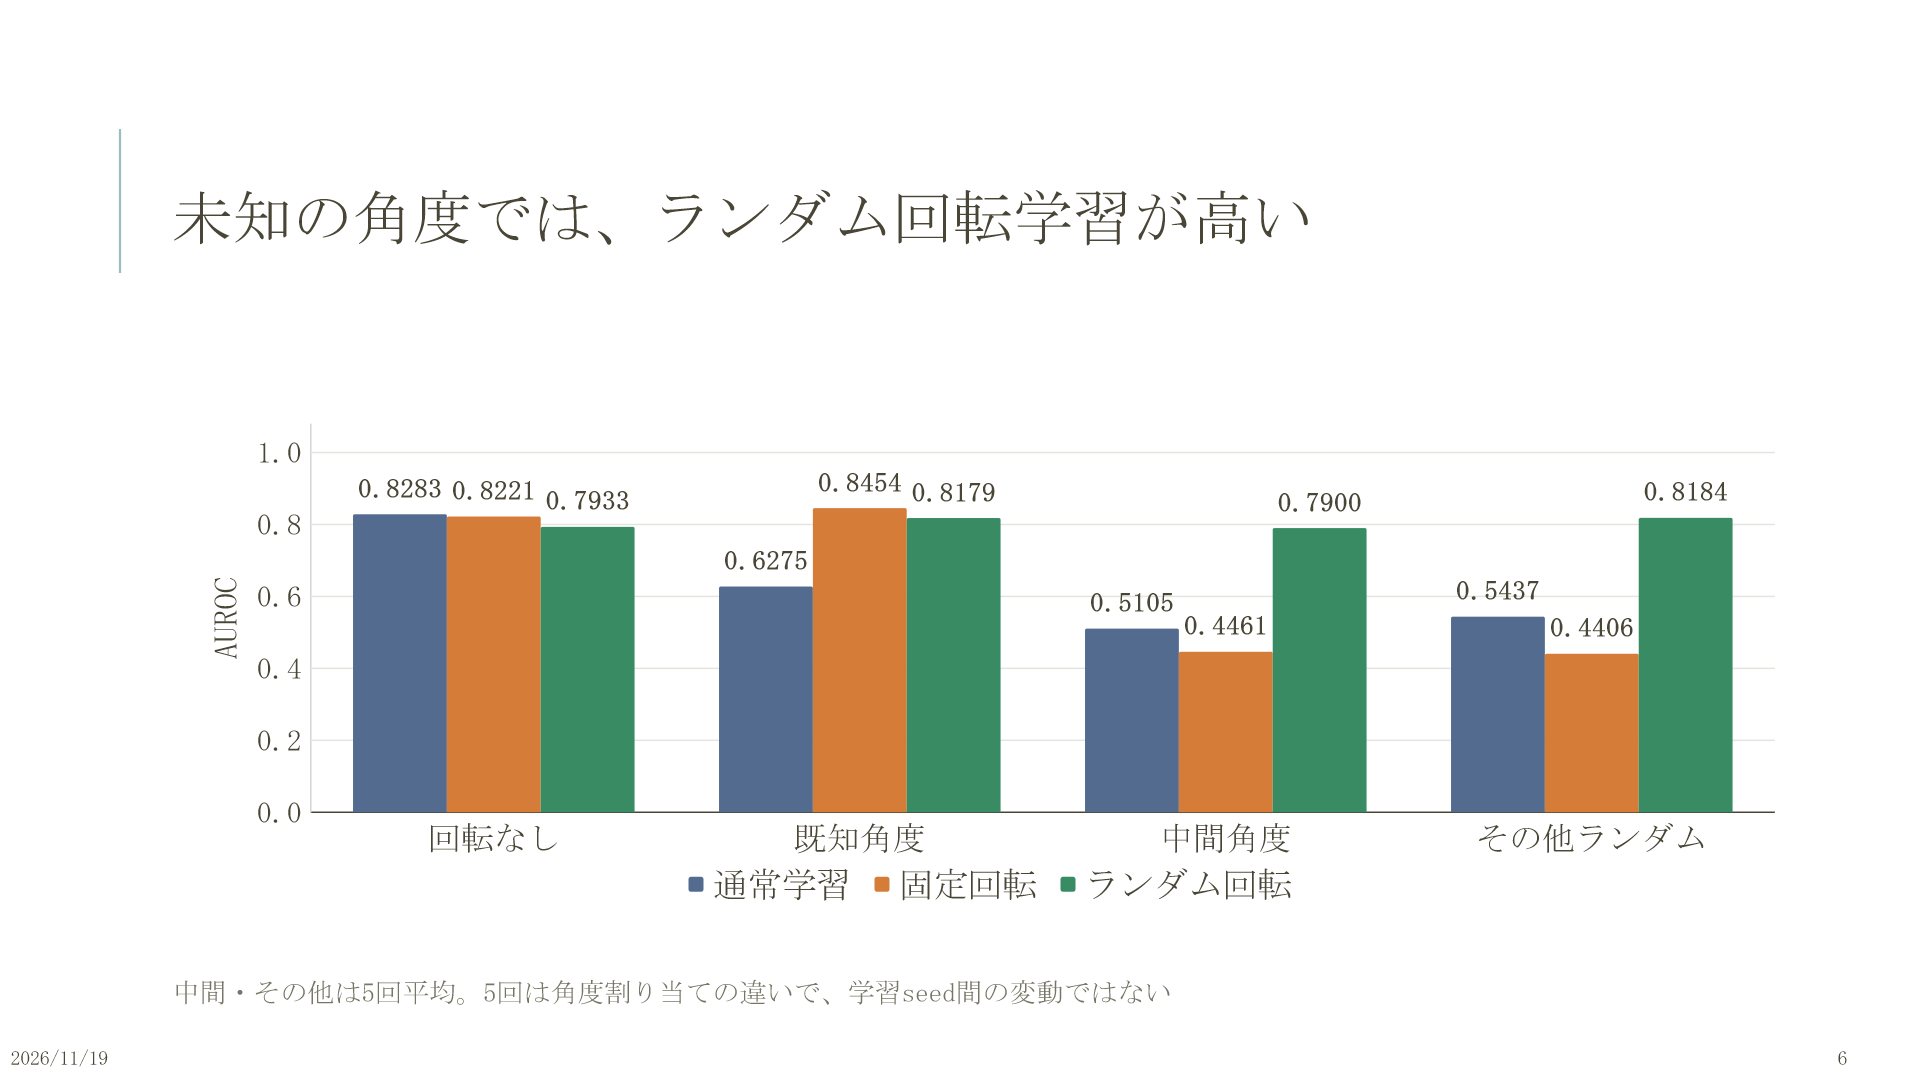 未知の角度では、ランダム回転学習が高い
AUROC
1.0
0.8
0.6
0.4
0.2
0.0
0.8283 0.8221 0.7933
0.6275 0.8454 0.8179
0.5105 0.4461 0.7900
0.5437 0.4406 0.8184
回転なし 既知角度 中間角度 その他ランダム
通常学習 固定回転 ランダム回転
中間・その他は5回平均。5回は角度割り当ての違いで、学習seed間の変動ではない
2026/11/19
6